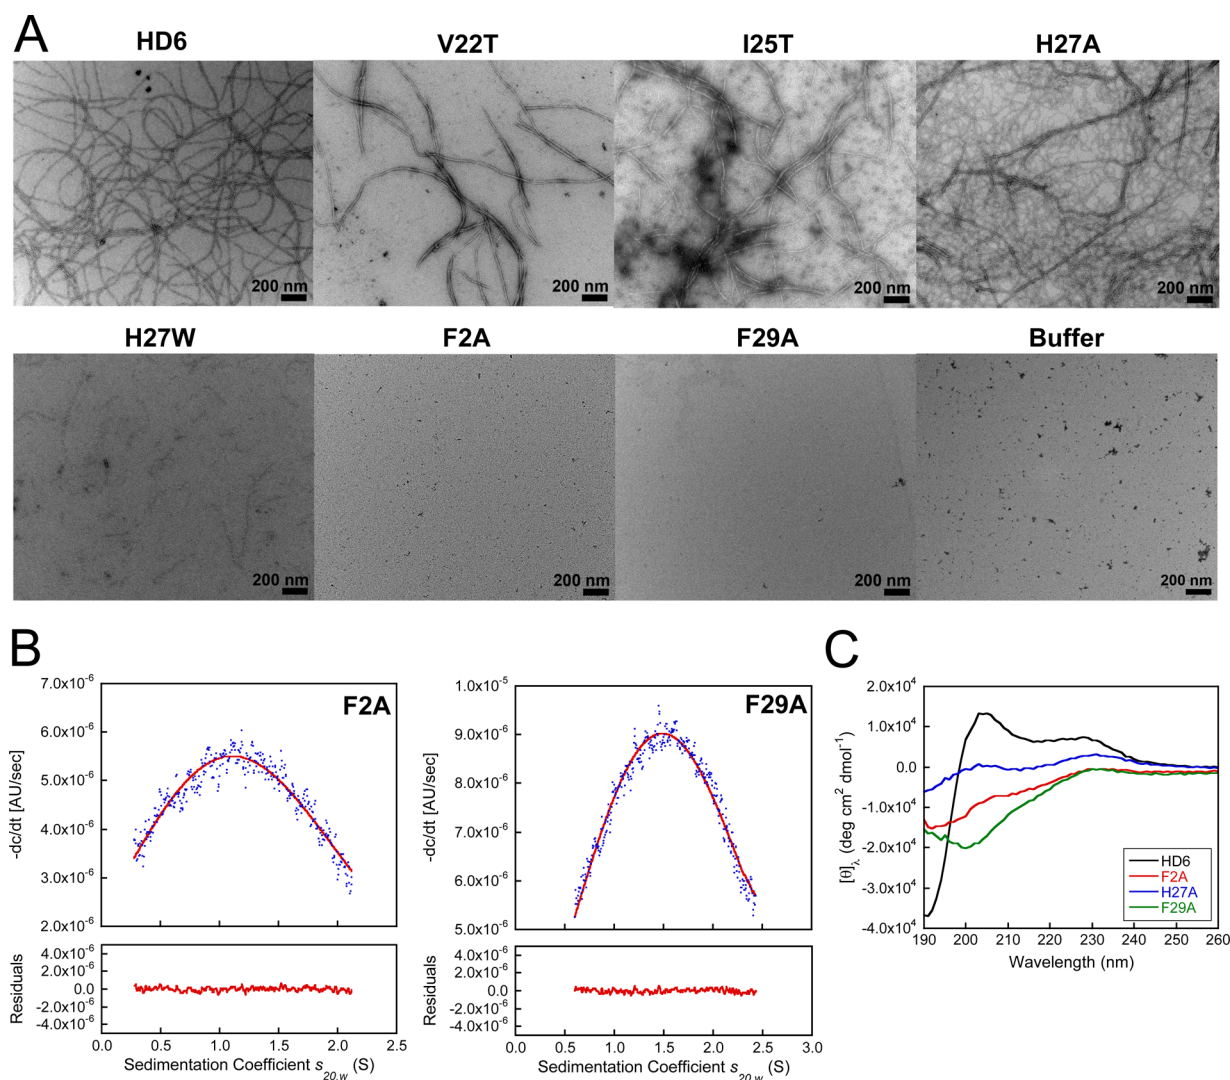 A
HD6
V22T
I25T
H27A
200 nm
200 nm
200 nm
200 nm
H27W
F2A
F29A
Buffer
200 nm
200 nm
200 nm
200 nm
B
F2A
7.0x10⁻⁶
6.0x10⁻⁶
5.0x10⁻⁶
4.0x10⁻⁶
3.0x10⁻⁶
2.0x10⁻⁶
-dc/dt [AU/sec]
4.0x10⁻⁶
2.0x10⁻⁶
0.0
-2.0x10⁻⁶
-4.0x10⁻⁶
Residuals
0.0 0.5 1.0 1.5 2.0 2.5
Sedimentation Coefficient s20,w (S)
F29A
1.0x10⁻⁵
9.0x10⁻⁶
8.0x10⁻⁶
7.0x10⁻⁶
6.0x10⁻⁶
5.0x10⁻⁶
-dc/dt [AU/sec]
4.0x10⁻⁶
2.0x10⁻⁶
0.0
-2.0x10⁻⁶
-4.0x10⁻⁶
Residuals
0.0 0.5 1.0 1.5 2.0 2.5 3.0
Sedimentation Coefficient s20,w (S)
C
2.0x10⁴
1.0x10⁴
0.0
-1.0x10⁴
-2.0x10⁴
-3.0x10⁴
-4.0x10⁴
[θ]λ (deg cm² dmol⁻¹)
HD6
F2A
H27A
F29A
190 200 210 220 230 240 250 260
Wavelength (nm)